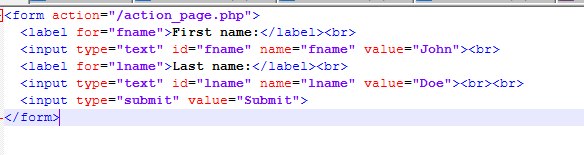 <form action="/action_page.php">
<label for="fname">First name:</label><br>
<input type="text" id="fname" name="fname" value="John"><br>
<label for="lname">Last name:</label><br>
<input type="text" id="lname" name="lname" value="Doe"><br><br>
<input type="submit" value="Submit">
</form>